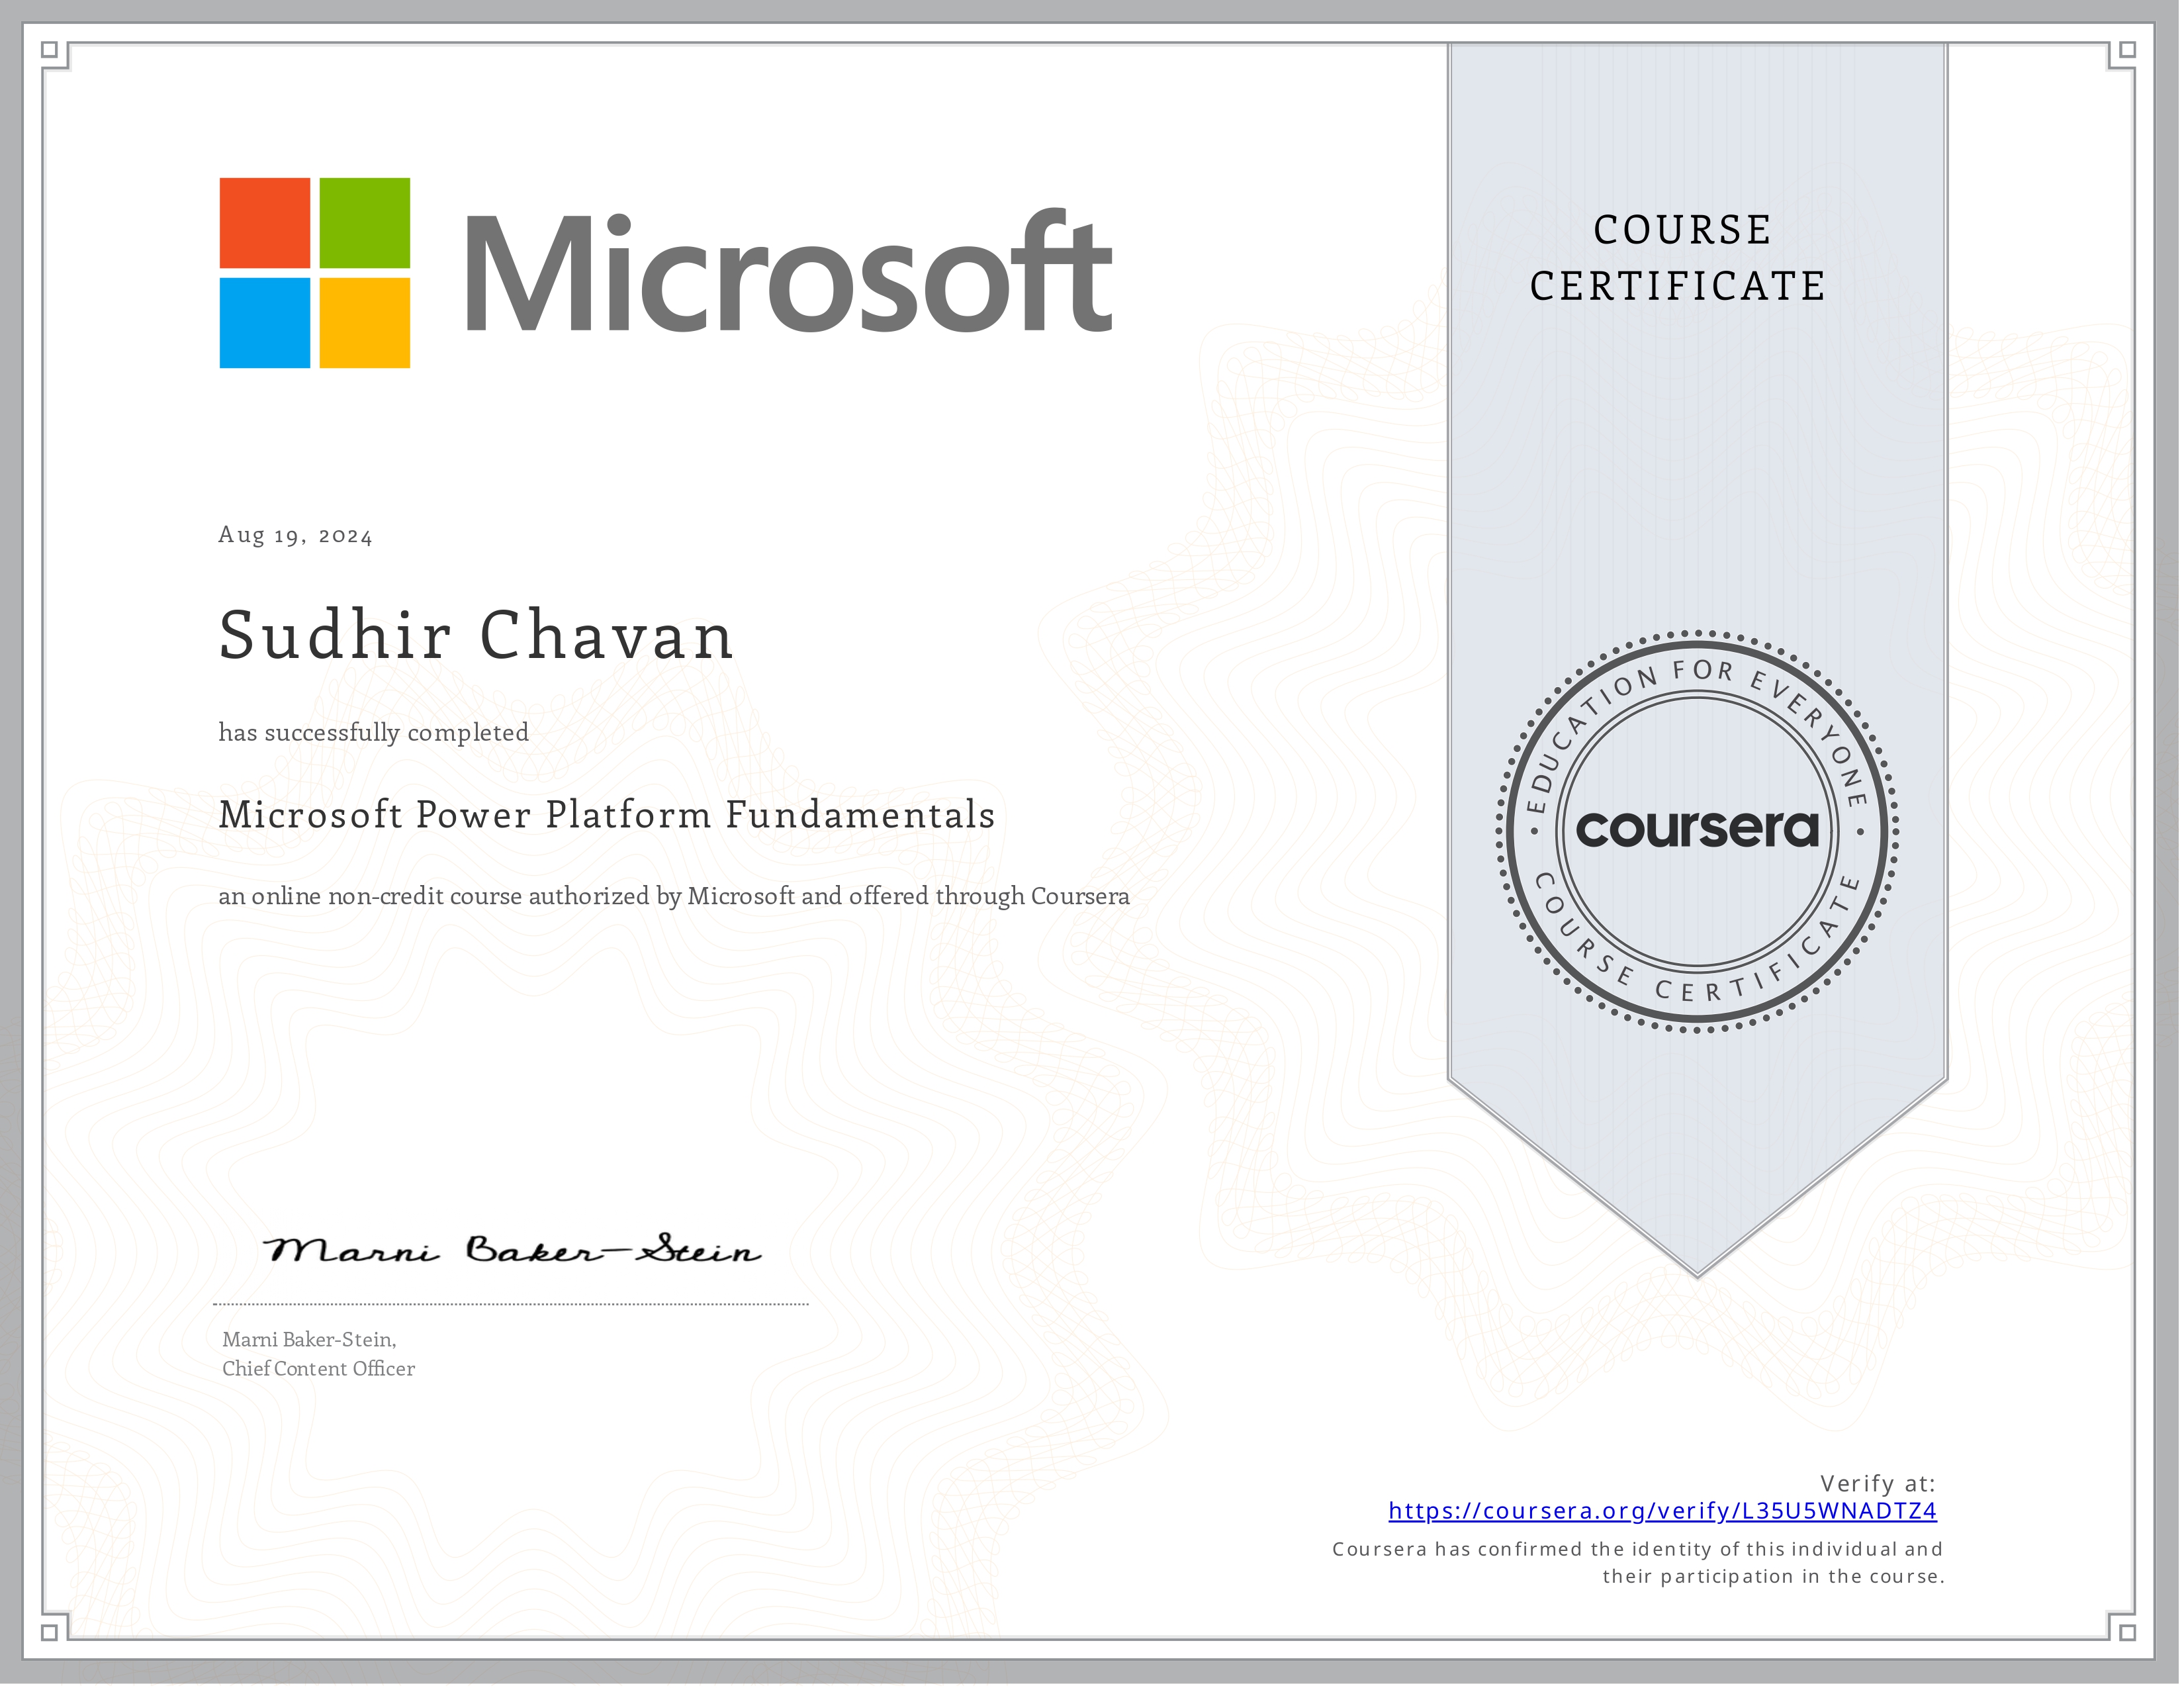 Microsoft
COURSE
CERTIFICATE
Aug 19, 2024
Sudhir Chavan
has successfully completed
Microsoft Power Platform Fundamentals
an online non-credit course authorized by Microsoft and offered through Coursera
EDUCATION FOR EVERYONE
coursera
COURSE CERTIFICATE
Marni Baker-Stein
Marni Baker-Stein,
Chief Content Officer
Verify at:
https://coursera.org/verify/L35U5WNADTZ4
Coursera has confirmed the identity of this individual and
their participation in the course.